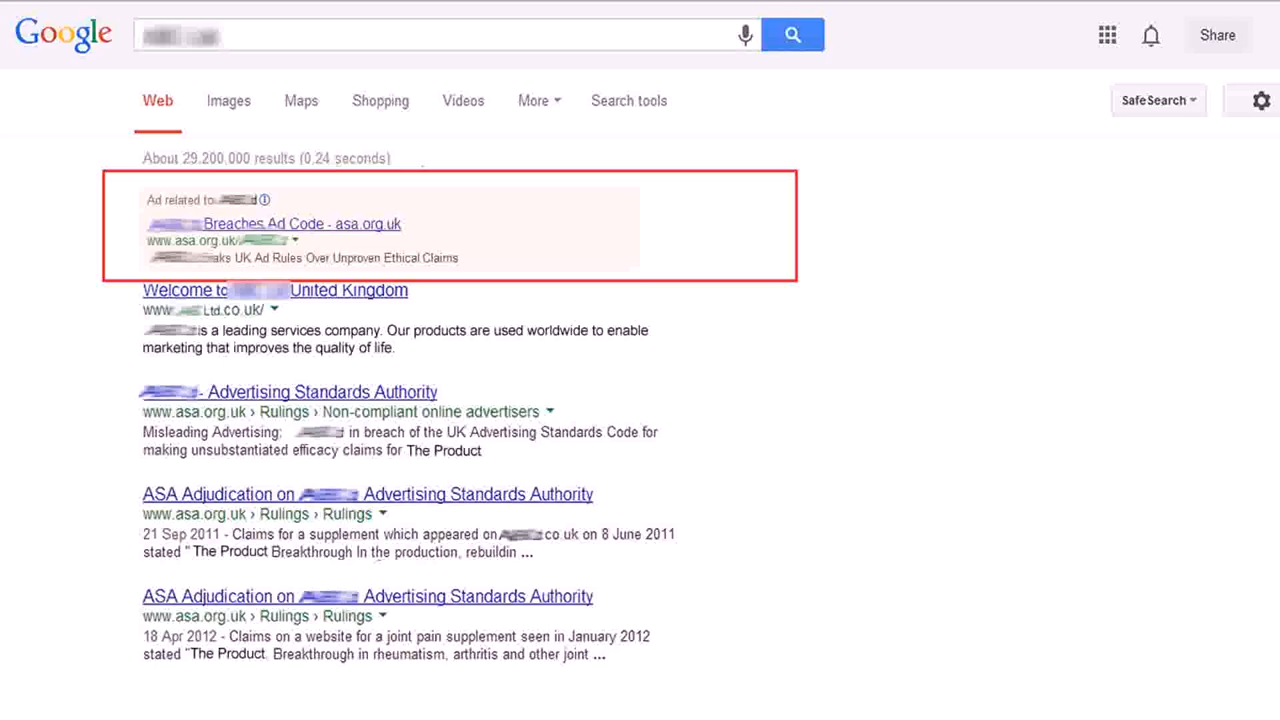 Google
Share
Web Images Maps Shopping Videos More Search tools SafeSearch
About 29,200,000 results (0.24 seconds)
Ad related to
Breaches Ad Code - asa.org.uk
www.asa.org.uk/
UK Ad Rules Over Unproven Ethical Claims
Welcome to United Kingdom
www. Ltd.co.uk/
is a leading services company. Our products are used worldwide to enable
marketing that improves the quality of life.
- Advertising Standards Authority
www.asa.org.uk › Rulings › Non-compliant online advertisers
Misleading Advertising: in breach of the UK Advertising Standards Code for
making unsubstantiated efficacy claims for The Product
ASA Adjudication on Advertising Standards Authority
www.asa.org.uk › Rulings › Rulings
21 Sep 2011 - Claims for a supplement which appeared on co.uk on 8 June 2011
stated "The Product Breakthrough In the production, rebuildin ...
ASA Adjudication on Advertising Standards Authority
www.asa.org.uk › Rulings › Rulings
18 Apr 2012 - Claims on a website for a joint pain supplement seen in January 2012
stated "The Product. Breakthrough in rheumatism, arthritis and other joint ...